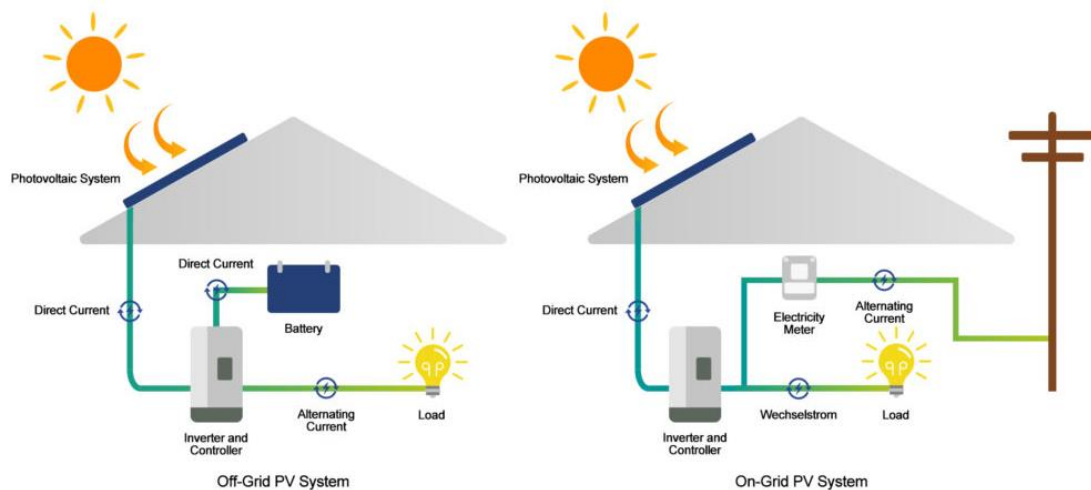 Photovoltaic System
Direct Current
Direct Current
Battery
Alternating
Current
Load
Inverter and
Controller
Off-Grid PV System
Photovoltaic System
Direct Current
Electricity
Meter
Alternating
Current
Wechselstrom
Load
Inverter and
Controller
On-Grid PV System